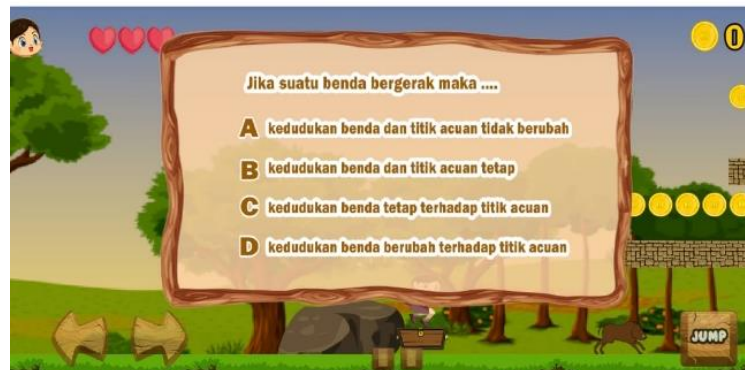 0
Jika suatu benda bergerak maka ....
A kedudukan benda dan titik acuan tidak berubah
B kedudukan benda dan titik acuan tetap
C kedudukan benda tetap terhadap titik acuan
D kedudukan benda berubah terhadap titik acuan
JUMP